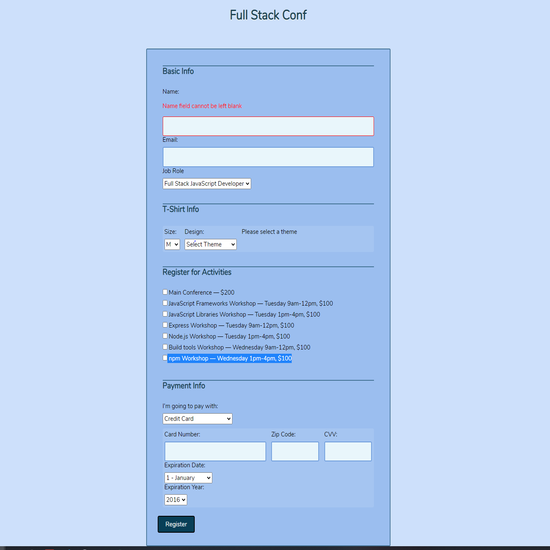 Full Stack Conf
Basic Info
Name:
Name field cannot be left blank
Email:
Job Role
Full Stack JavaScript Developer
T-Shirt Info
Size: Design: Please select a theme
M Select Theme
Register for Activities
Main Conference — $200
JavaScript Frameworks Workshop — Tuesday 9am-12pm, $100
JavaScript Libraries Workshop — Tuesday 1pm-4pm, $100
Express Workshop — Tuesday 9am-12pm, $100
Node.js Workshop — Tuesday 1pm-4pm, $100
Build tools Workshop — Wednesday 9am-12pm, $100
npm Workshop — Wednesday 1pm-4pm, $100
Payment Info
I'm going to pay with:
Credit Card
Card Number: Zip Code: CVV:
Expiration Date:
1 - January
Expiration Year:
2016
Register